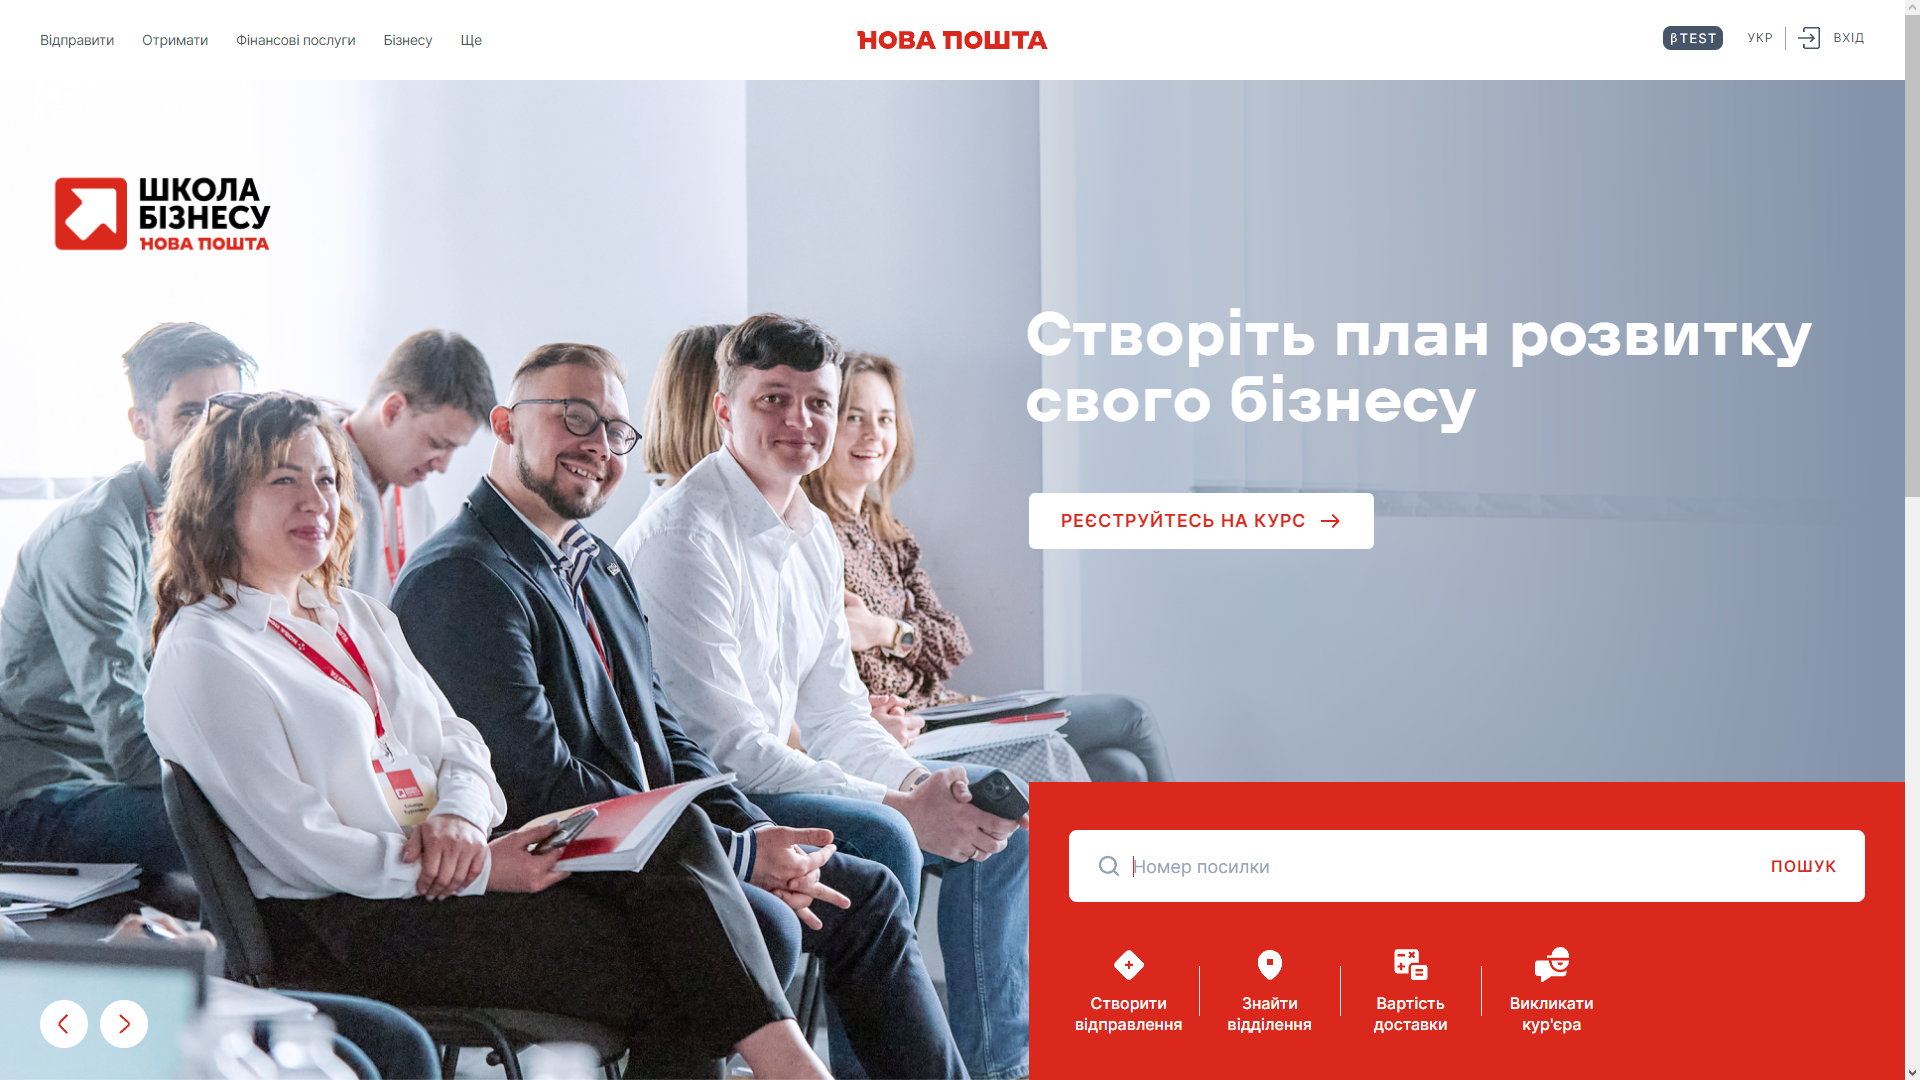 Відправити Отримати Фінансові послуги Бізнесу Ще
НОВА ПОШТА
βTEST УКР ВХІД
ШКОЛА
БІЗНЕСУ
НОВА ПОШТА
Створіть план розвитку
свого бізнесу
РЕЄСТРУЙТЕСЬ НА КУРС
Номер посилки
ПОШУК
Створити
відправлення
Знайти
відділення
Вартість
доставки
Викликати
кур'єра